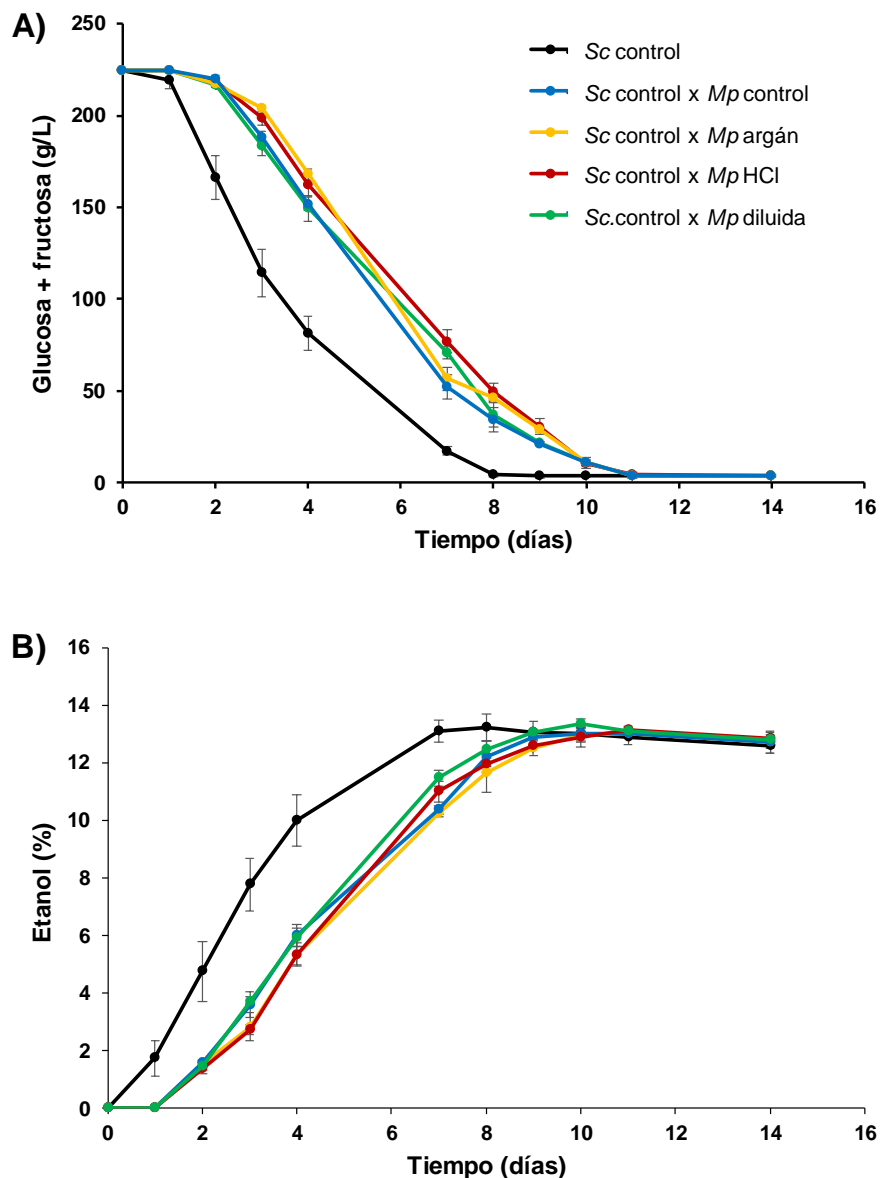 A)
Glucosa + fructosa (g/L)
250
200
150
100
50
0
0 2 4 6 8 10 12 14 16
Tiempo (días)
Sc control
Sc control x Mp control
Sc control x Mp argán
Sc control x Mp HCl
Sc.control x Mp diluida
B)
Etanol (%)
16
14
12
10
8
6
4
2
0
0 2 4 6 8 10 12 14 16
Tiempo (días)